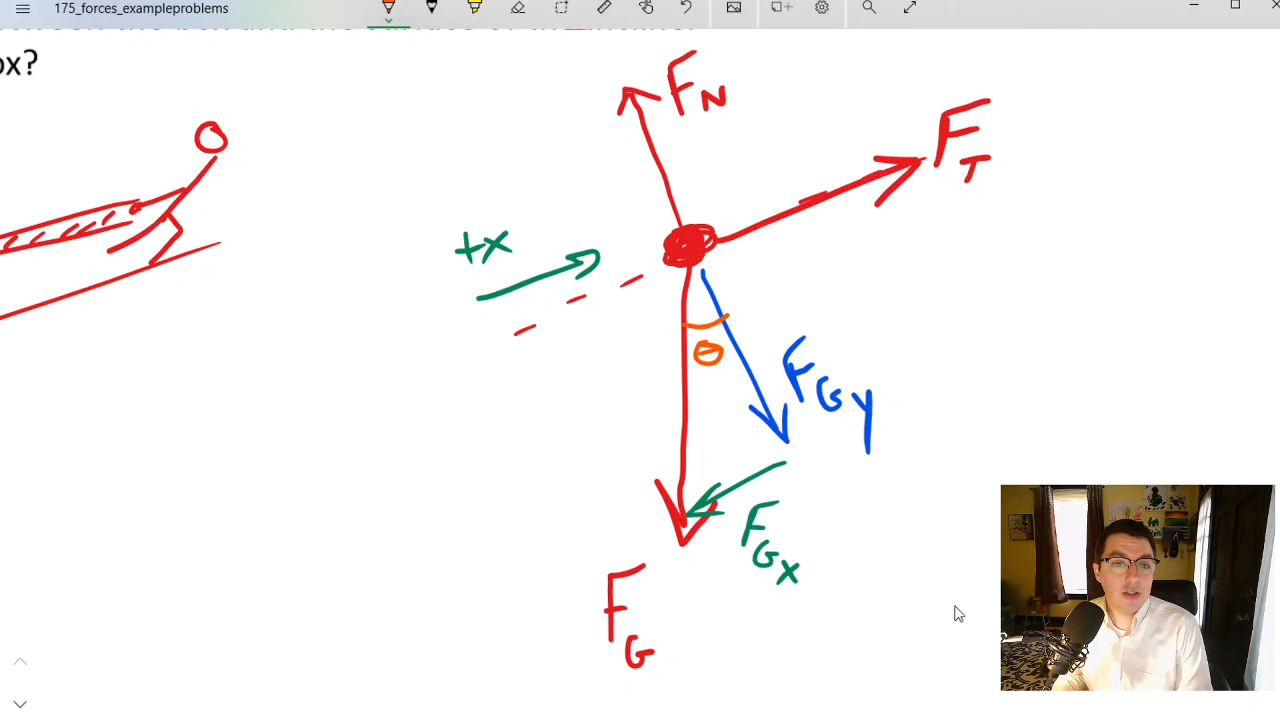 175_forces_exampleproblems
ox?
F_N
F_T
+x
θ
F_Gy
F_Gx
F_G